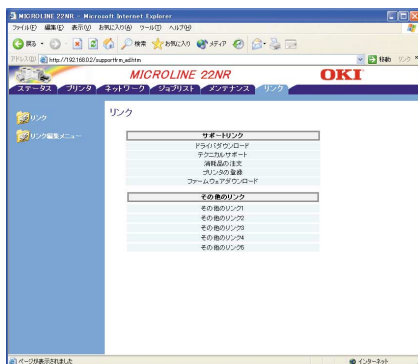 MICROLINE 22NR - Microsoft Internet Explorer
ファイル(F) 編集(E) 表示(V) お気に入り(A) ツール(T) ヘルプ(H)
戻る 検索 お気に入り メディア
アドレス(D) http://192.168.0.2/supportfrm_ad.htm 移動 リンク
MICROLINE 22NR OKI
ステータス プリンタ ネットワーク ジョブリスト メンテナンス リンク
リンク
リンク編集メニュー
リンク
サポートリンク
ドライバダウンロード
テクニカルサポート
消耗品の注文
プリンタの登録
ファームウェアダウンロード
その他のリンク
その他のリンク1
その他のリンク2
その他のリンク3
その他のリンク4
その他のリンク5
ページが表示されました インターネット